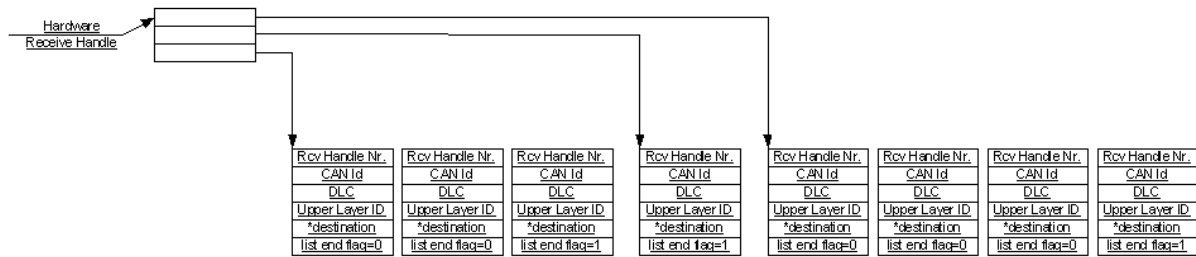 Hardware
Receive Handle
Rcv Handle Nr. Rcv Handle Nr. Rcv Handle Nr. Rcv Handle Nr. Rcv Handle Nr. Rcv Handle Nr. Rcv Handle Nr. Rcv Handle Nr.
CAN Id CAN Id CAN Id CAN Id CAN Id CAN Id CAN Id CAN Id
DLC DLC DLC DLC DLC DLC DLC DLC
Upper Layer ID Upper Layer ID Upper Layer ID Upper Layer ID Upper Layer ID Upper Layer ID Upper Layer ID Upper Layer ID
*destination *destination *destination *destination *destination *destination *destination *destination
list end flag=0 list end flag=0 list end flag=1 list end flag=1 list end flag=0 list end flag=0 list end flag=0 list end flag=1